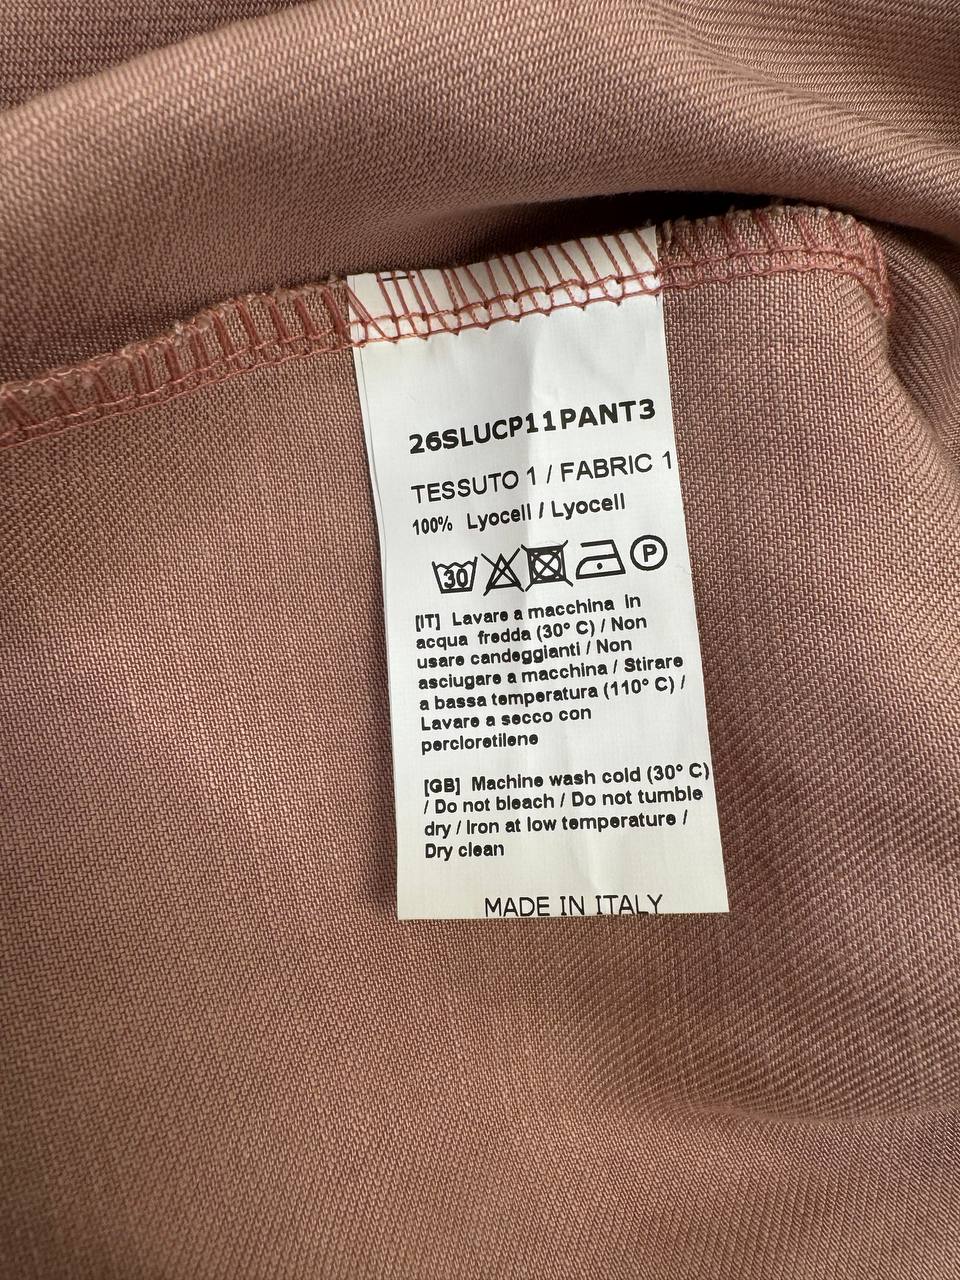 26SLUCP11PANT3
TESSUTO 1 / FABRIC 1
100% Lyocell / Lyocell
30 P
[IT] Lavare a macchina in
acqua fredda (30° C) / Non
usare candeggianti / Non
asciugare a macchina / Stirare
a bassa temperatura (110° C) /
Lavare a secco con
percloretilene
[GB] Machine wash cold (30° C)
/ Do not bleach / Do not tumble
dry / Iron at low temperature /
Dry clean
MADE IN ITALY